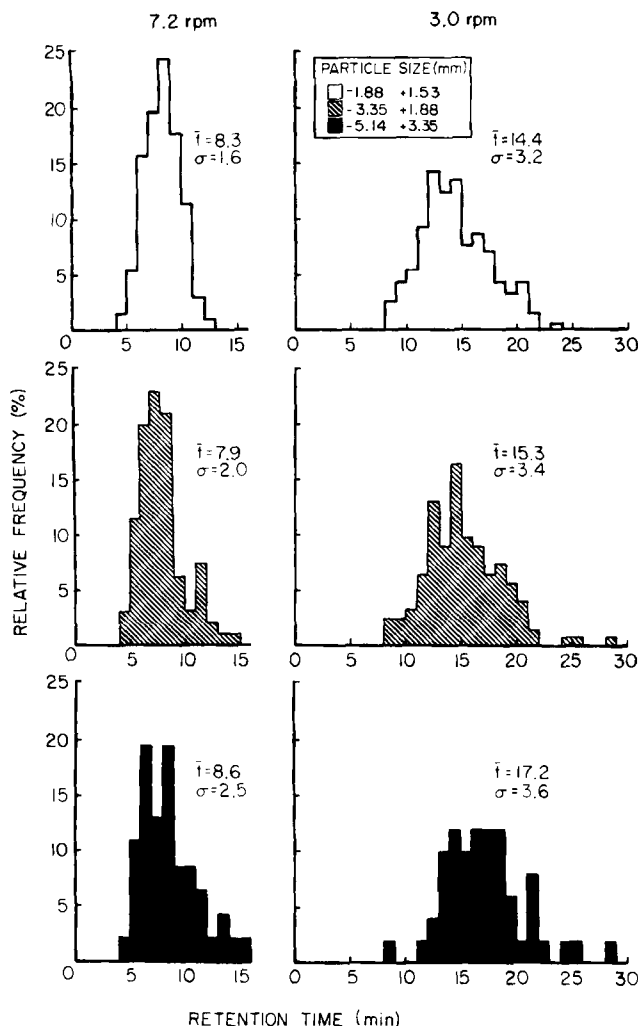 7.2 rpm
3.0 rpm
RELATIVE FREQUENCY (%)
25
20
15
10
5
0 5 10 15
t̄=8.3
σ=1.6
PARTICLE SIZE (mm)
-1.88 +1.53
-3.35 +1.88
-5.14 +3.35
t̄=14.4
σ=3.2
0 5 10 15 20 25 30
25
20
15
10
5
0 5 10 15
t̄=7.9
σ=2.0
t̄=15.3
σ=3.4
0 5 10 15 20 25 30
20
15
10
5
0 5 10 15
t̄=8.6
σ=2.5
t̄=17.2
σ=3.6
0 5 10 15 20 25 30
RETENTION TIME (min)